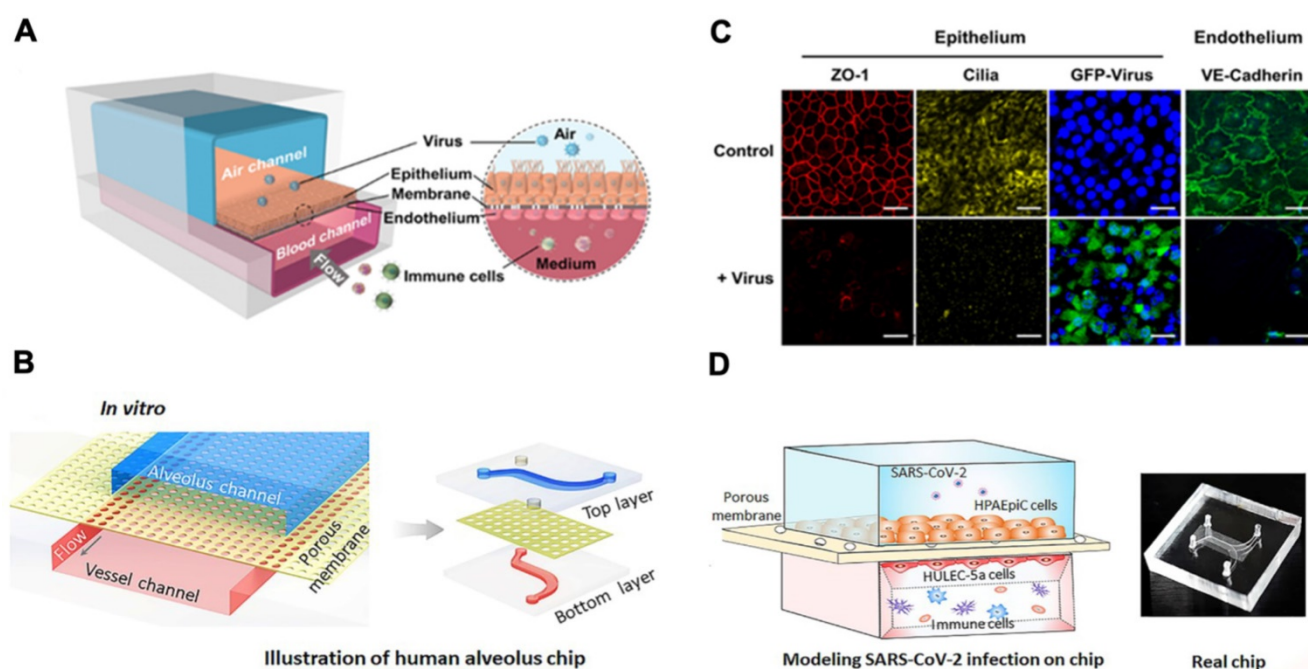 A
Air channel
Blood channel
Flow
Virus
Epithelium
Membrane
Endothelium
Immune cells
Air
Medium
C
Epithelium
Endothelium
ZO-1
Cilia
GFP-Virus
VE-Cadherin
Control
+ Virus
B
In vitro
Alveolus channel
Flow
Vessel channel
Porous
membrane
Top layer
Bottom layer
Illustration of human alveolus chip
D
SARS-CoV-2
HPAEpiC cells
Porous
membrane
HULEC-5a cells
Immune cells
Modeling SARS-CoV-2 infection on chip
Real chip